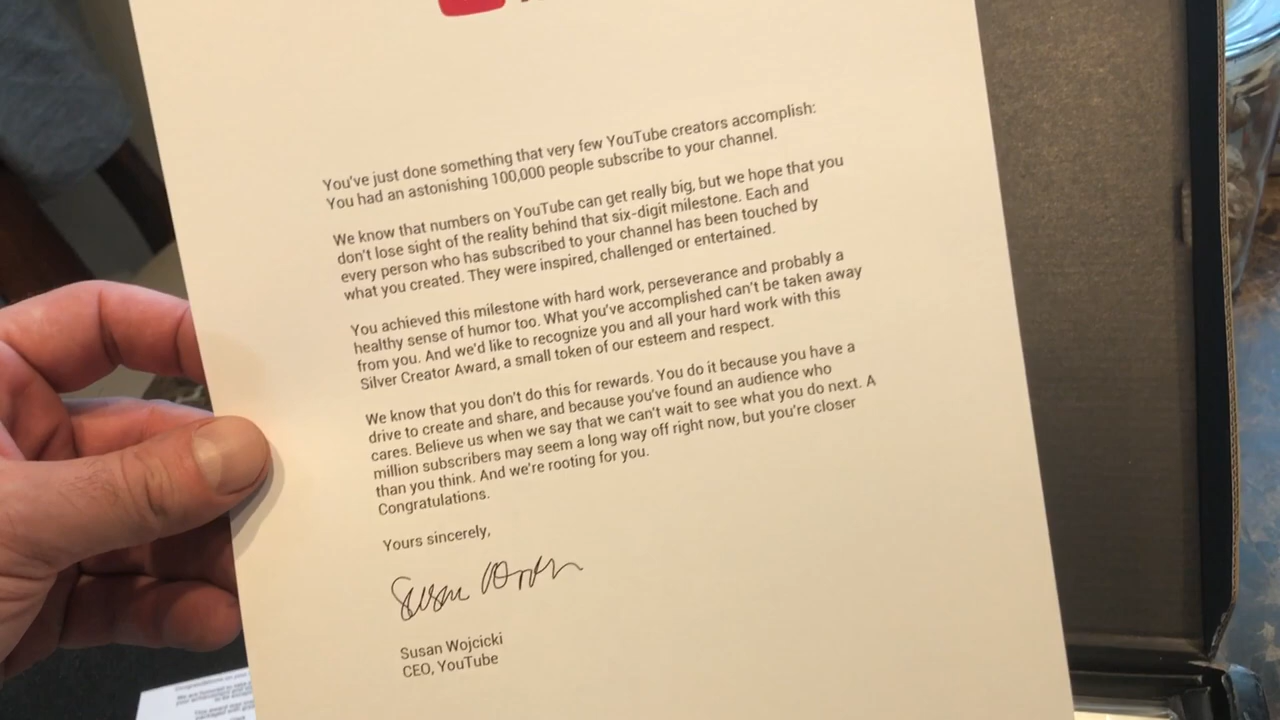 You've just done something that very few YouTube creators accomplish:
You had an astonishing 100,000 people subscribe to your channel.
We know that numbers on YouTube can get really big, but we hope that you
don't lose sight of the reality behind that six-digit milestone. Each and
every person who has subscribed to your channel has been touched by
what you created. They were inspired, challenged or entertained.
You achieved this milestone with hard work, perseverance and probably a
healthy sense of humor too. What you've accomplished can't be taken away
from you. And we'd like to recognize you and all your hard work with this
Silver Creator Award, a small token of our esteem and respect.
We know that you don't do this for rewards. You do it because you have a
drive to create and share, and because you've found an audience who
cares. Believe us when we say that we can't wait to see what you do next. A
million subscribers may seem a long way off right now, but you're closer
than you think. And we're rooting for you.
Congratulations.
Yours sincerely,
Susan Wojcicki
CEO, YouTube